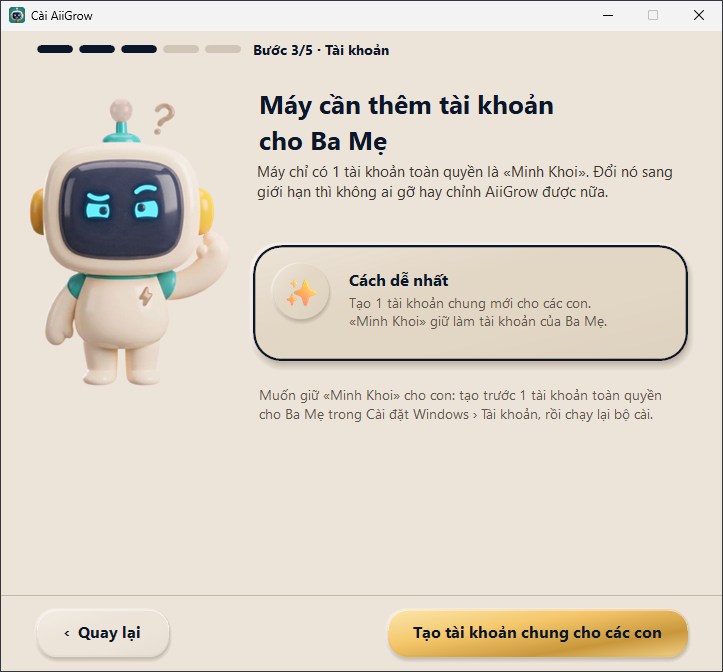 Cài AiiGrow
Bước 3/5 · Tài khoản
?
Máy cần thêm tài khoản
cho Ba Mẹ
Máy chỉ có 1 tài khoản toàn quyền là «Minh Khoi». Đổi nó sang
giới hạn thì không ai gỡ hay chỉnh AiiGrow được nữa.
Cách dễ nhất
Tạo 1 tài khoản chung mới cho các con.
«Minh Khoi» giữ làm tài khoản của Ba Mẹ.
Muốn giữ «Minh Khoi» cho con: tạo trước 1 tài khoản toàn quyền
cho Ba Mẹ trong Cài đặt Windows › Tài khoản, rồi chạy lại bộ cài.
‹ Quay lại
Tạo tài khoản chung cho các con